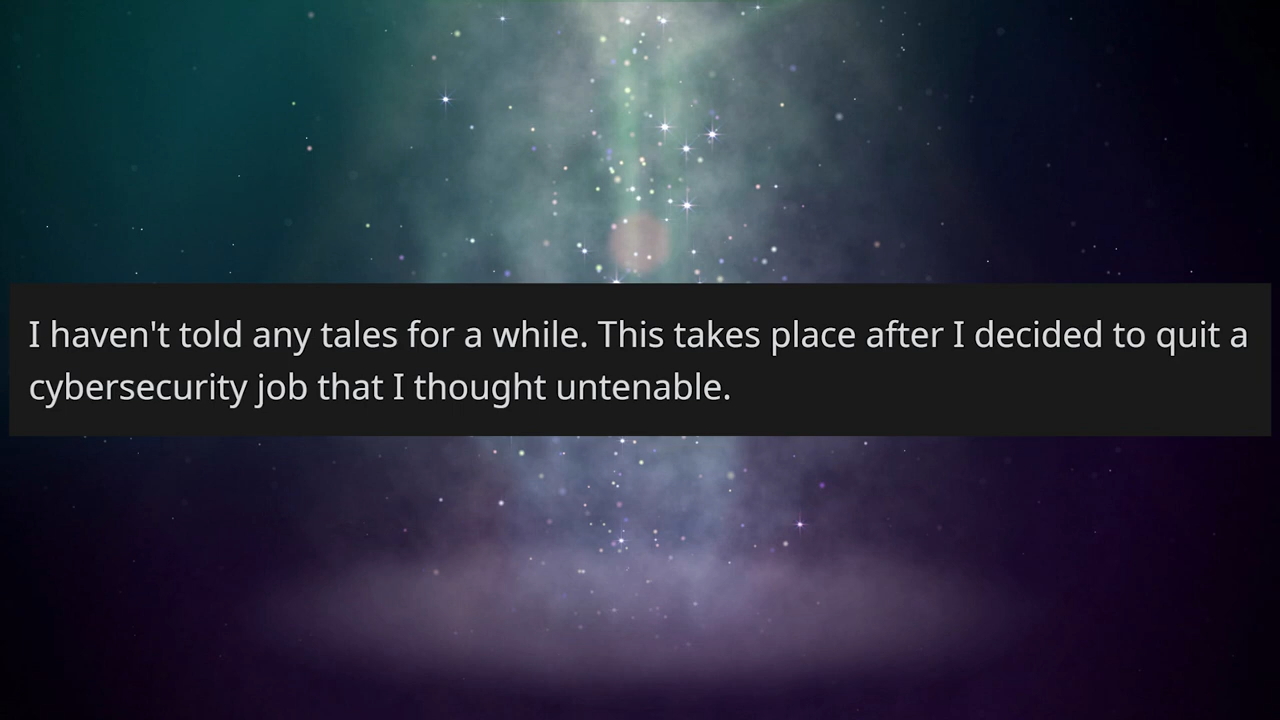 I haven't told any tales for a while. This takes place after I decided to quit a
cybersecurity job that I thought untenable.